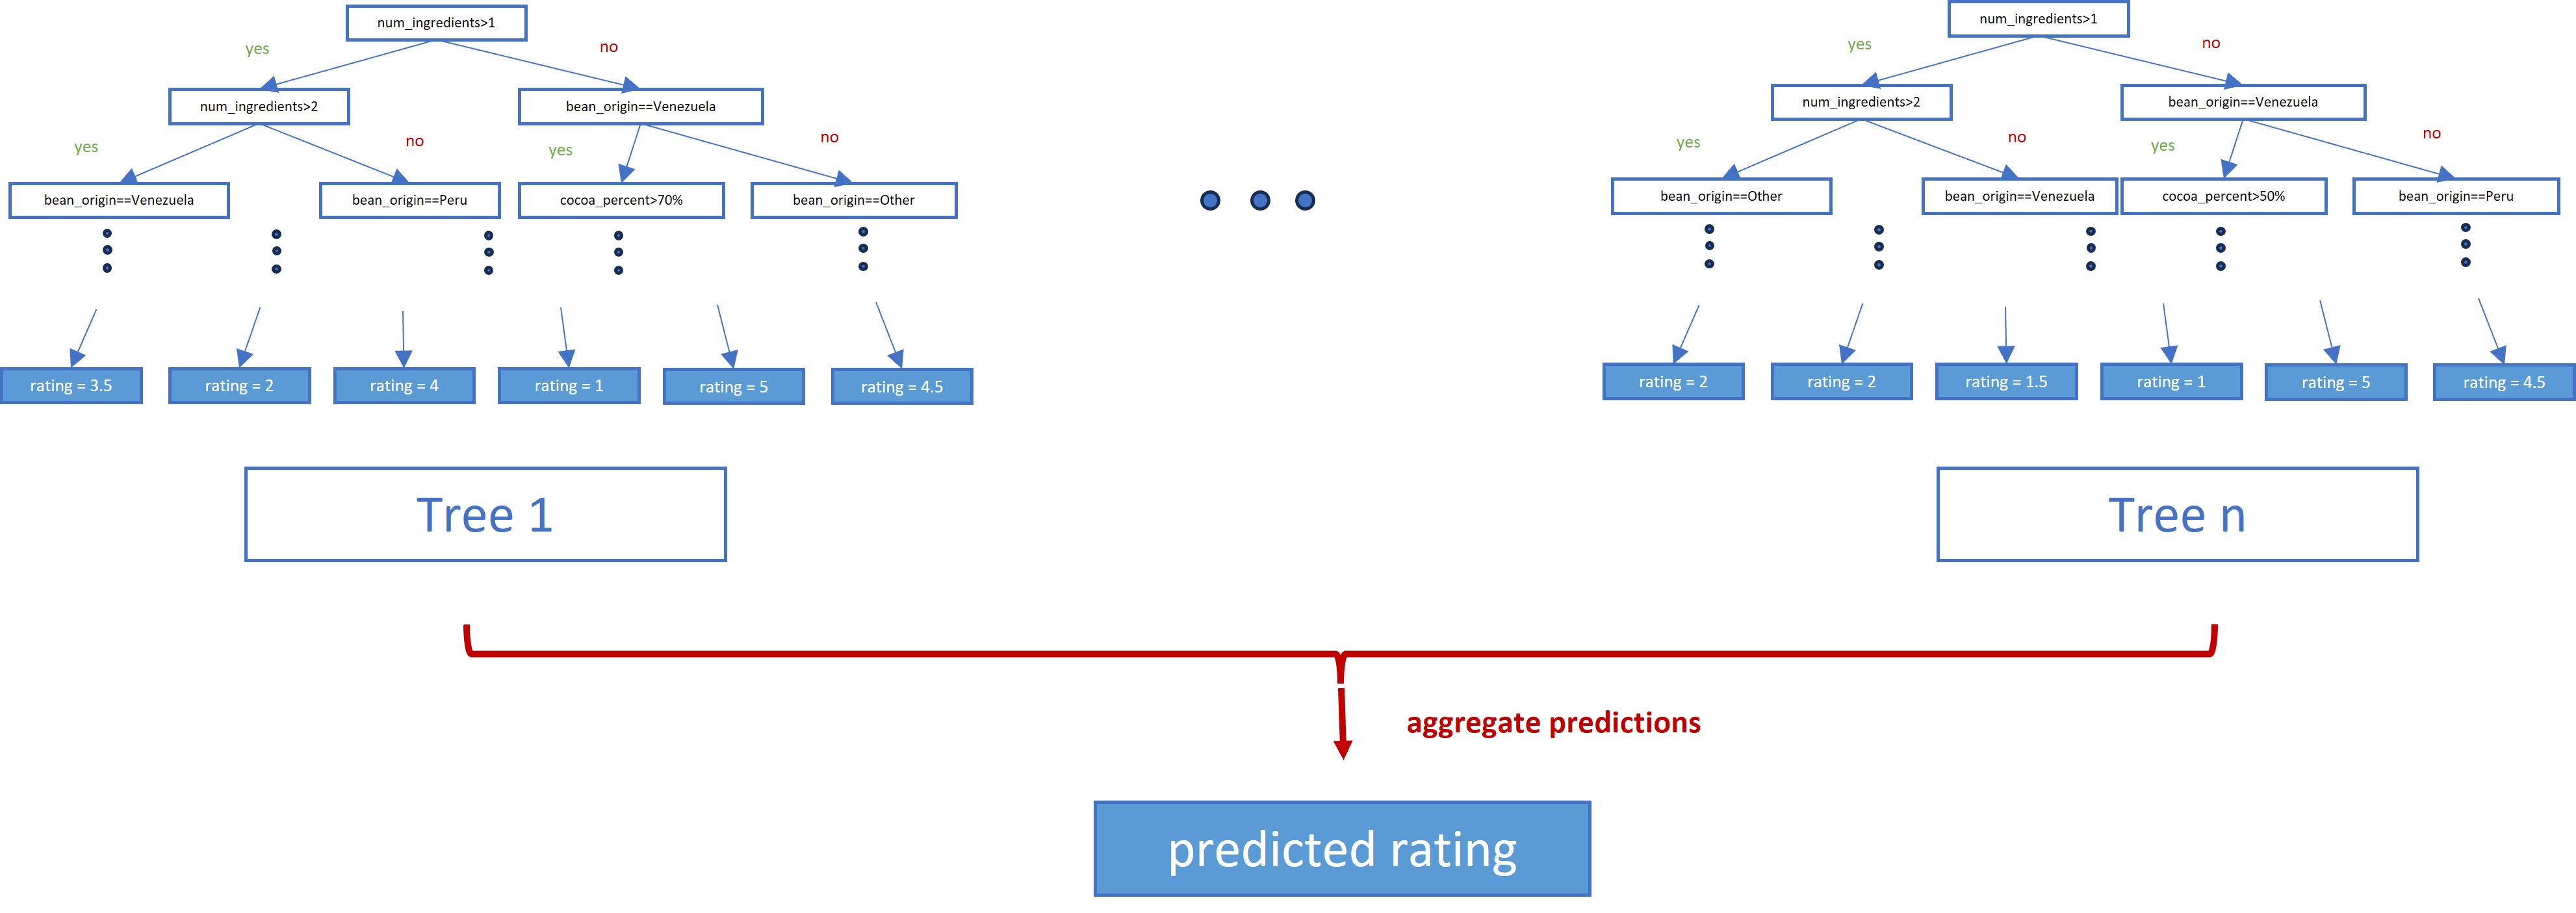 num_ingredients>1
yes
no
num_ingredients>2
bean_origin==Venezuela
yes
no
yes
no
bean_origin==Venezuela
bean_origin==Peru
cocoa_percent>70%
bean_origin==Other
rating = 3.5
rating = 2
rating = 4
rating = 1
rating = 5
rating = 4.5
Tree 1
num_ingredients>1
yes
no
num_ingredients>2
bean_origin==Venezuela
yes
no
yes
no
bean_origin==Other
bean_origin==Venezuela
cocoa_percent>50%
bean_origin==Peru
rating = 2
rating = 2
rating = 1.5
rating = 1
rating = 5
rating = 4.5
Tree n
aggregate predictions
predicted rating